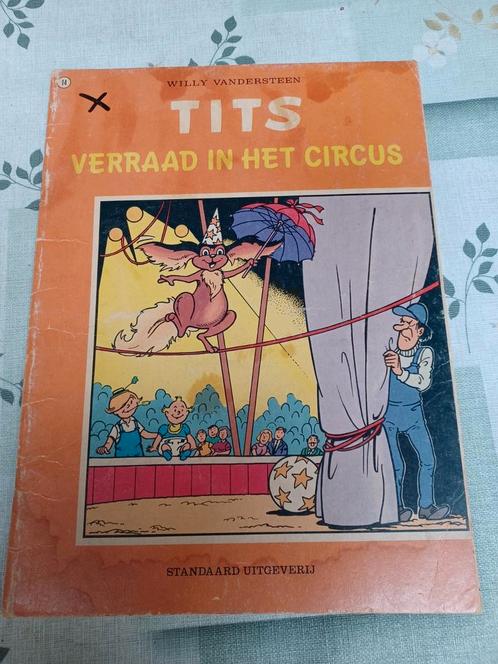 14
WILLY VANDERSTEEN
TITS
VERRAAD IN HET CIRCUS
STANDAARD UITGEVERIJ